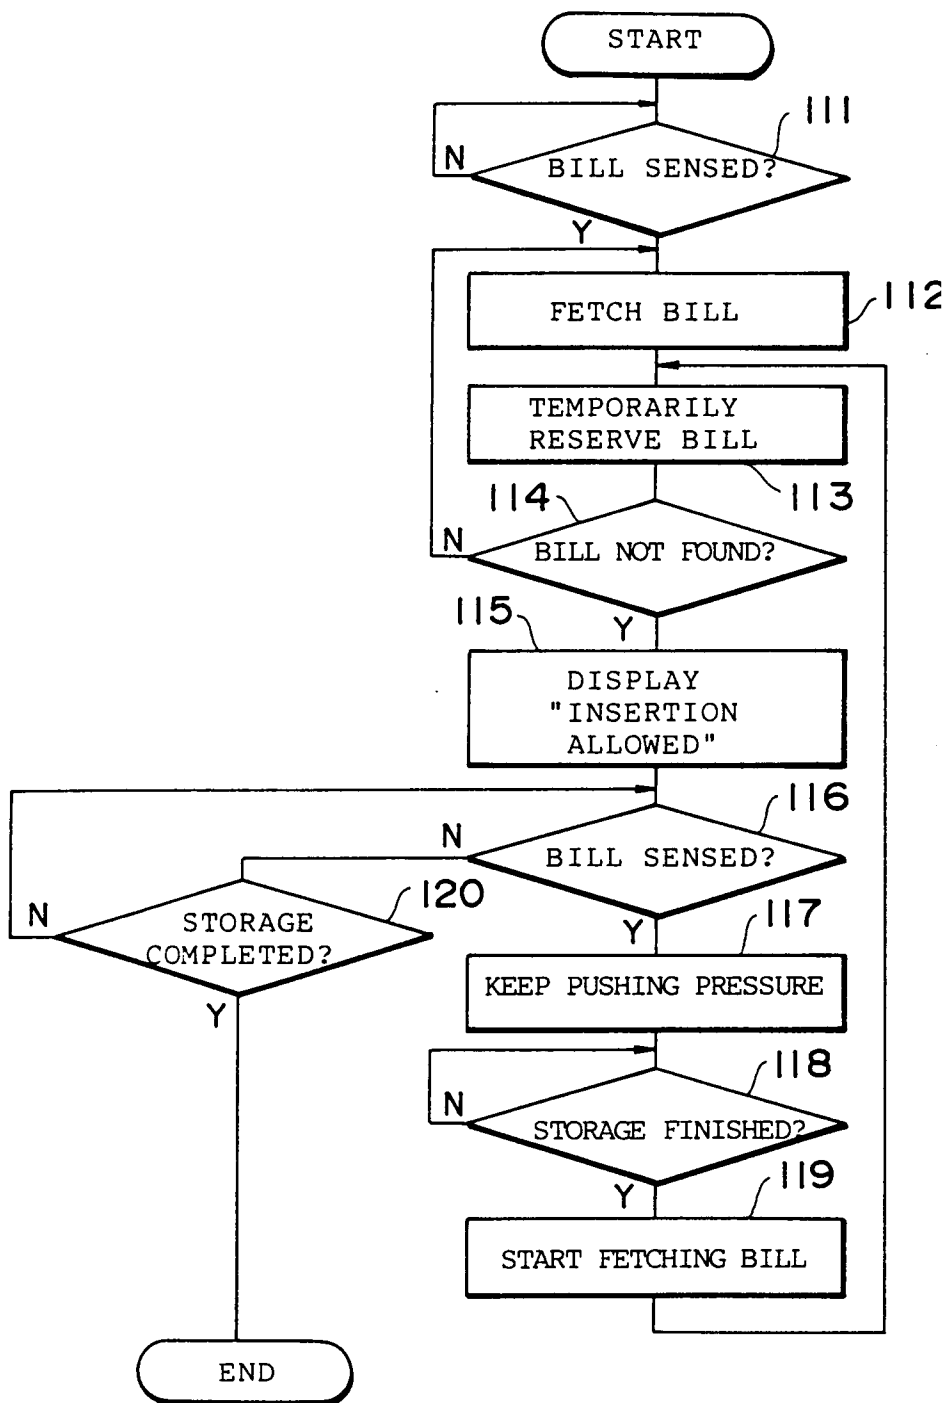 START
111
N
BILL SENSED?
Y
FETCH BILL
112
TEMPORARILY
RESERVE BILL
113
114
N
BILL NOT FOUND?
Y
115
DISPLAY
"INSERTION
ALLOWED"
116
N
BILL SENSED?
Y
120
N
STORAGE
COMPLETED?
Y
117
KEEP PUSHING PRESSURE
118
N
STORAGE FINISHED?
Y
119
START FETCHING BILL
END